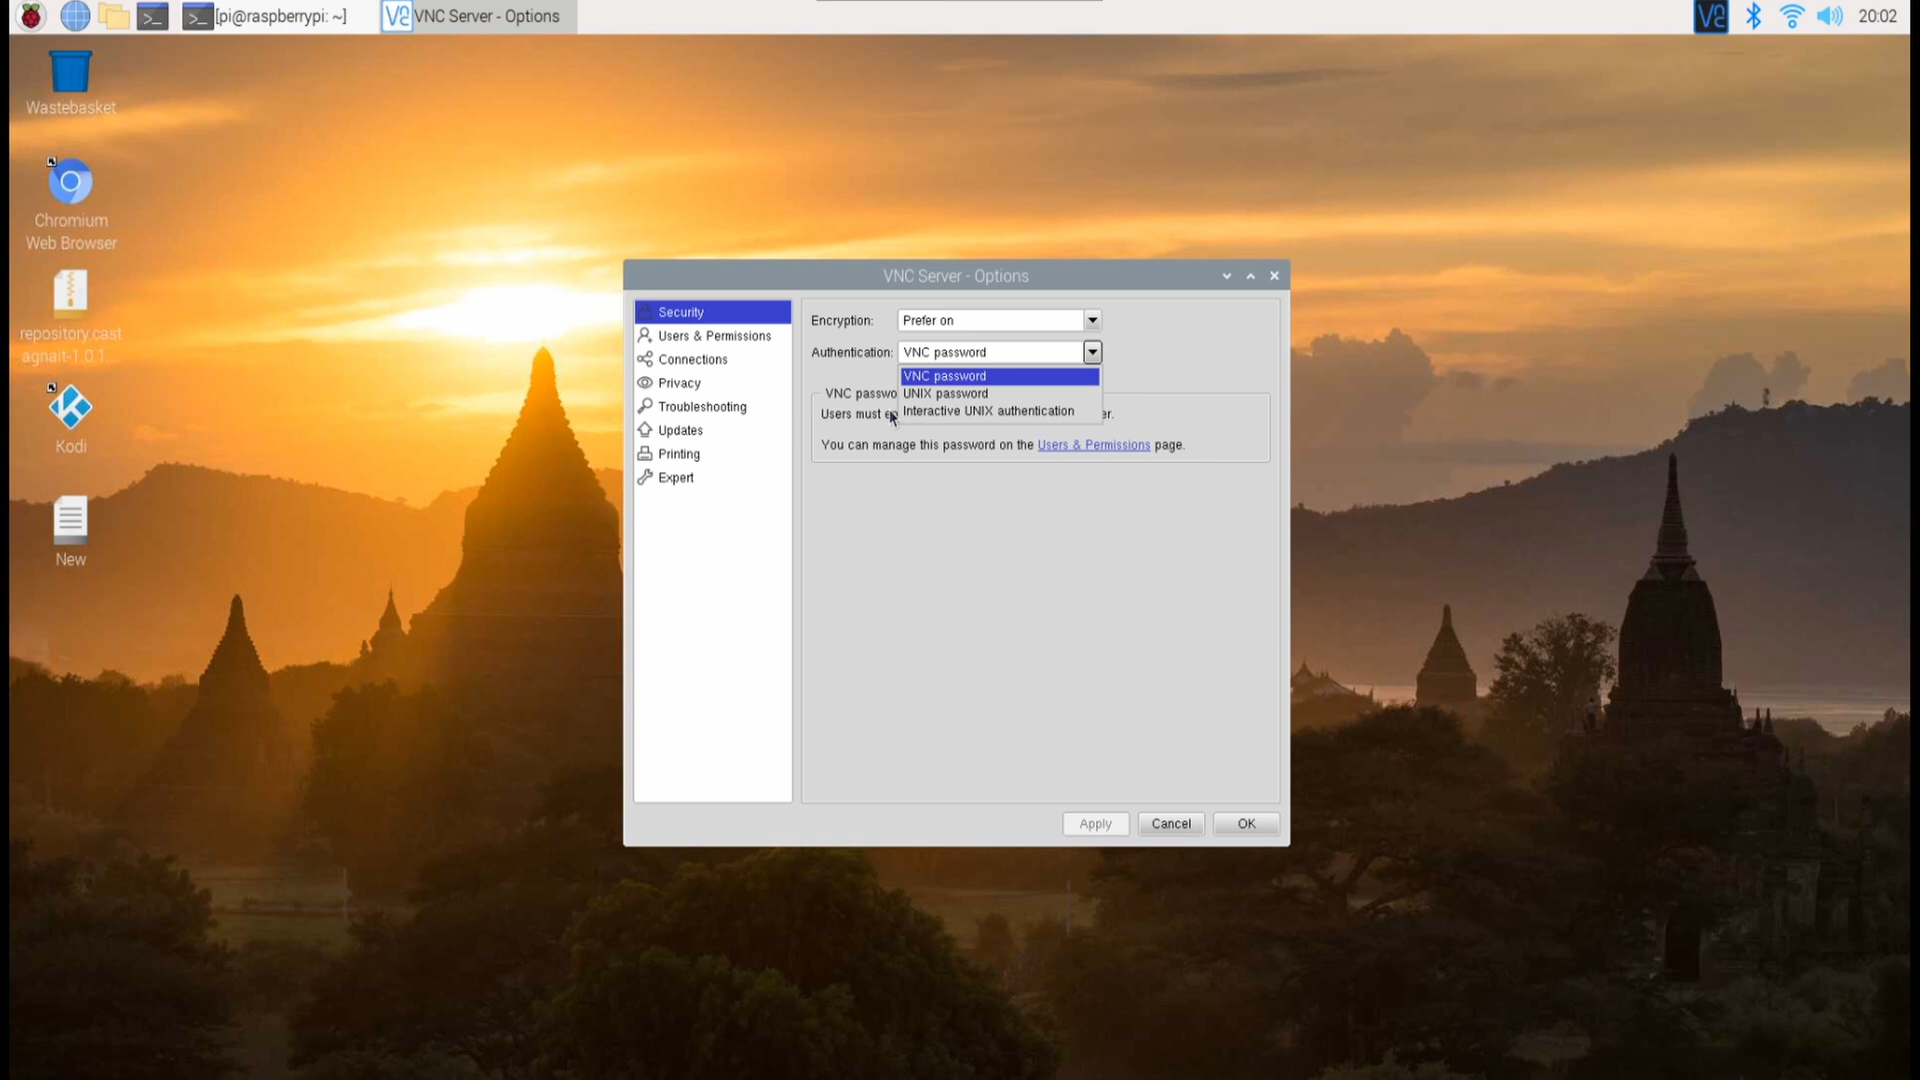 [pi@raspberrypi: ~]
VNC Server - Options
20:02
Wastebasket
Chromium
Web Browser
repository.cast
agnait-1.0.1...
Kodi
New
VNC Server - Options
Security
Users & Permissions
Connections
Privacy
Troubleshooting
Updates
Printing
Expert
Encryption:
Prefer on
Authentication:
VNC password
VNC password
UNIX password
Interactive UNIX authentication
VNC passwo
Users must e
er.
You can manage this password on the Users & Permissions page.
Apply
Cancel
OK